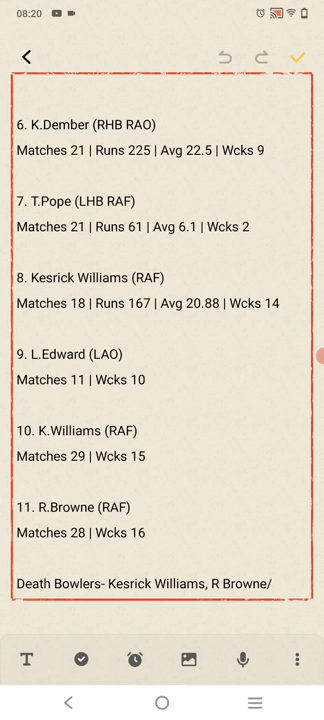 08:20
6. K.Dember (RHB RAO)
Matches 21 | Runs 225 | Avg 22.5 | Wcks 9
7. T.Pope (LHB RAF)
Matches 21 | Runs 61 | Avg 6.1 | Wcks 2
8. Kesrick Williams (RAF)
Matches 18 | Runs 167 | Avg 20.88 | Wcks 14
9. L.Edward (LAO)
Matches 11 | Wcks 10
10. K.Williams (RAF)
Matches 29 | Wcks 15
11. R.Browne (RAF)
Matches 28 | Wcks 16
Death Bowlers- Kesrick Williams, R Browne/
T